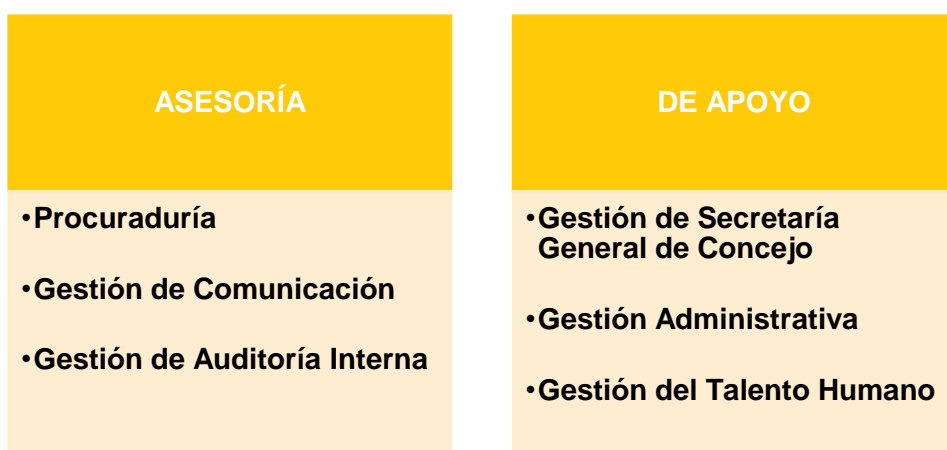 ASESORÍA
•Procuraduría
•Gestión de Comunicación
•Gestión de Auditoría Interna
DE APOYO
•Gestión de Secretaría
General de Concejo
•Gestión Administrativa
•Gestión del Talento Humano